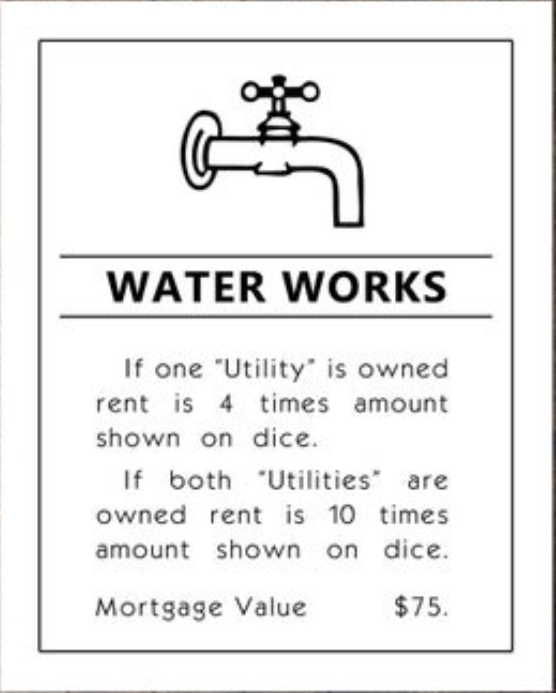 WATER WORKS
If one "Utility" is owned
rent is 4 times amount
shown on dice.
If both "Utilities" are
owned rent is 10 times
amount shown on dice.
Mortgage Value $75.